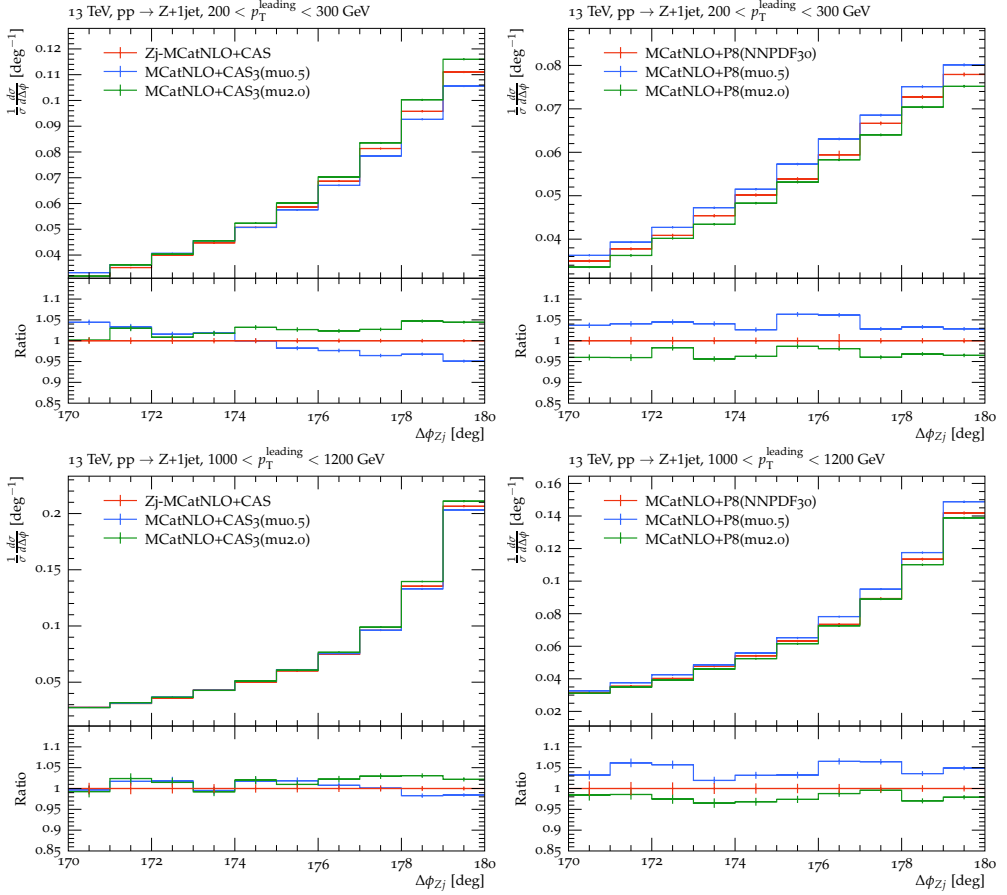 13 TeV, pp → Z+1jet, 200 < p_T^leading < 300 GeV
1/σ dσ/dΔϕ [deg⁻¹]
Zj-MCatNLO+CAS
MCatNLO+CAS3(mu0.5)
MCatNLO+CAS3(mu2.0)
0.12
0.11
0.1
0.09
0.08
0.07
0.06
0.05
0.04
Ratio
1.1
1.05
1
0.95
0.9
0.85
170 172 174 176 178 180
Δϕ_Zj [deg]
13 TeV, pp → Z+1jet, 200 < p_T^leading < 300 GeV
1/σ dσ/dΔϕ [deg⁻¹]
MCatNLO+P8(NNPDF30)
MCatNLO+P8(mu0.5)
MCatNLO+P8(mu2.0)
0.08
0.07
0.06
0.05
0.04
Ratio
1.1
1.05
1
0.95
0.9
0.85
170 172 174 176 178 180
Δϕ_Zj [deg]
13 TeV, pp → Z+1jet, 1000 < p_T^leading < 1200 GeV
1/σ dσ/dΔϕ [deg⁻¹]
Zj-MCatNLO+CAS
MCatNLO+CAS3(mu0.5)
MCatNLO+CAS3(mu2.0)
0.2
0.15
0.1
0.05
Ratio
1.1
1.05
1
0.95
0.9
0.85
170 172 174 176 178 180
Δϕ_Zj [deg]
13 TeV, pp → Z+1jet, 1000 < p_T^leading < 1200 GeV
1/σ dσ/dΔϕ [deg⁻¹]
MCatNLO+P8(NNPDF30)
MCatNLO+P8(mu0.5)
MCatNLO+P8(mu2.0)
0.16
0.14
0.12
0.1
0.08
0.06
0.04
0.02
Ratio
1.1
1.05
1
0.95
0.9
0.85
170 172 174 176 178 180
Δϕ_Zj [deg]